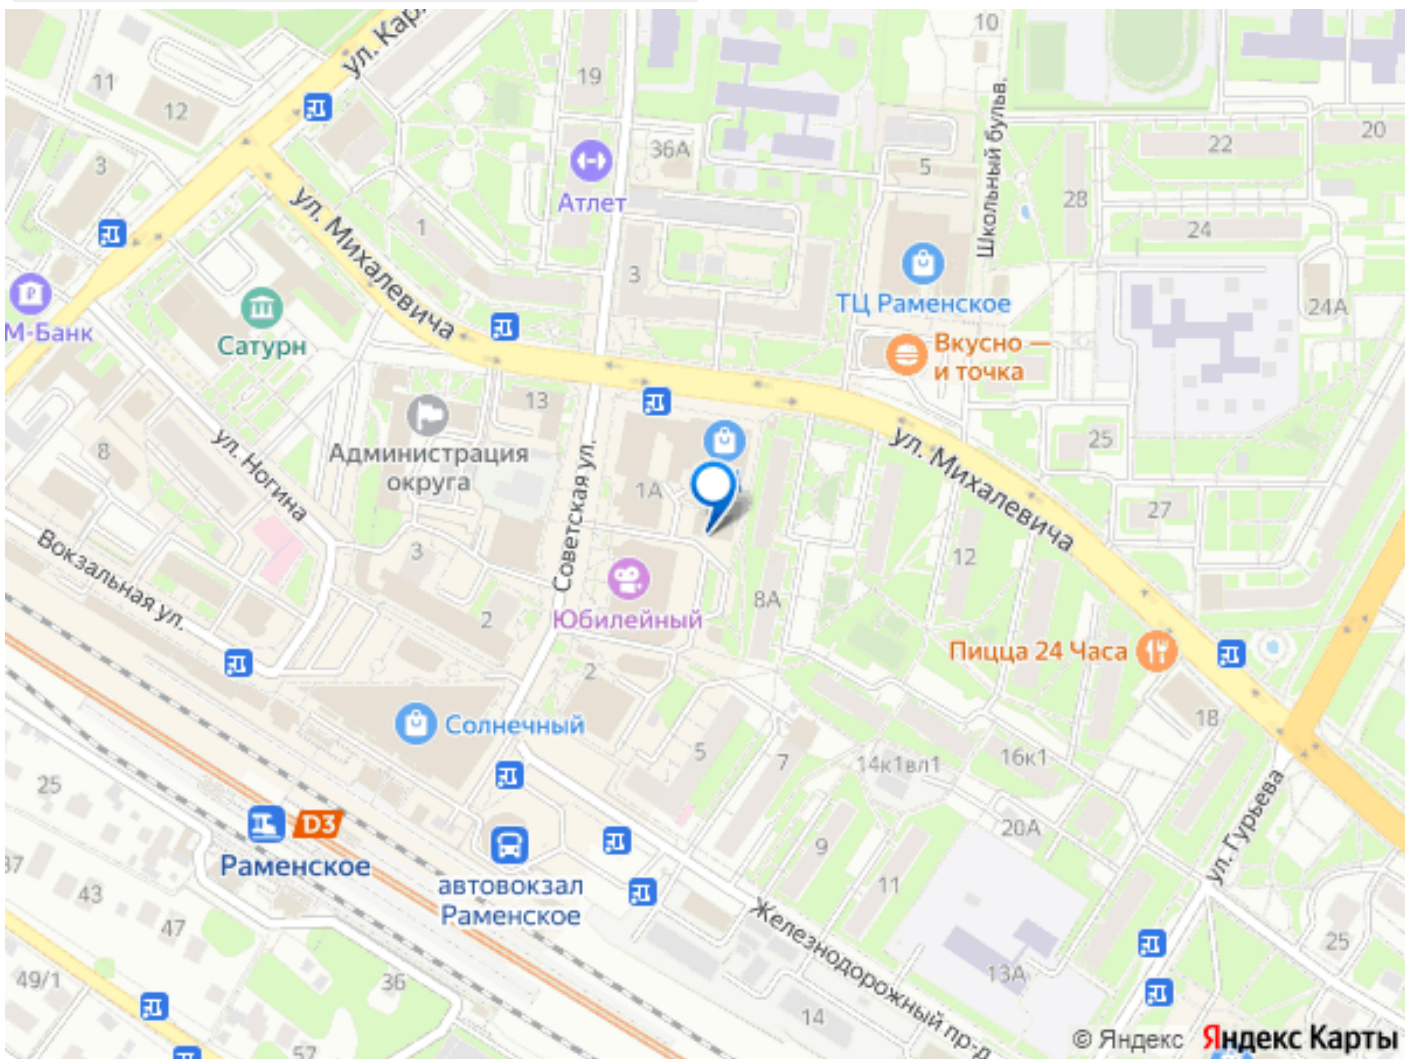 ул. Кар
10
11
19
12
20
22
36А
5
3
Атлет
28
Школьный бульв.
ул. Михалевича
1
24
3
ТЦ Раменское
24А
М-Банк
Сатурн
Вкусно —
и точка
13
Администрация
округа
25
8
ул. Ногина
Советская ул.
1А
ул. Михалевича
27
Вокзальная ул.
3
12
2
Юбилейный
8А
Пицца 24 Часа
2
18
Солнечный
5
7
14к1вл1
16к1
25
D3
Раменское
20А
ул. Гурьева
9
37
43
автовокзал
Раменское
11
47
Железнодорожный пр-д
25
49/1
36
13А
14
57
© Яндекс Яндекс Карты